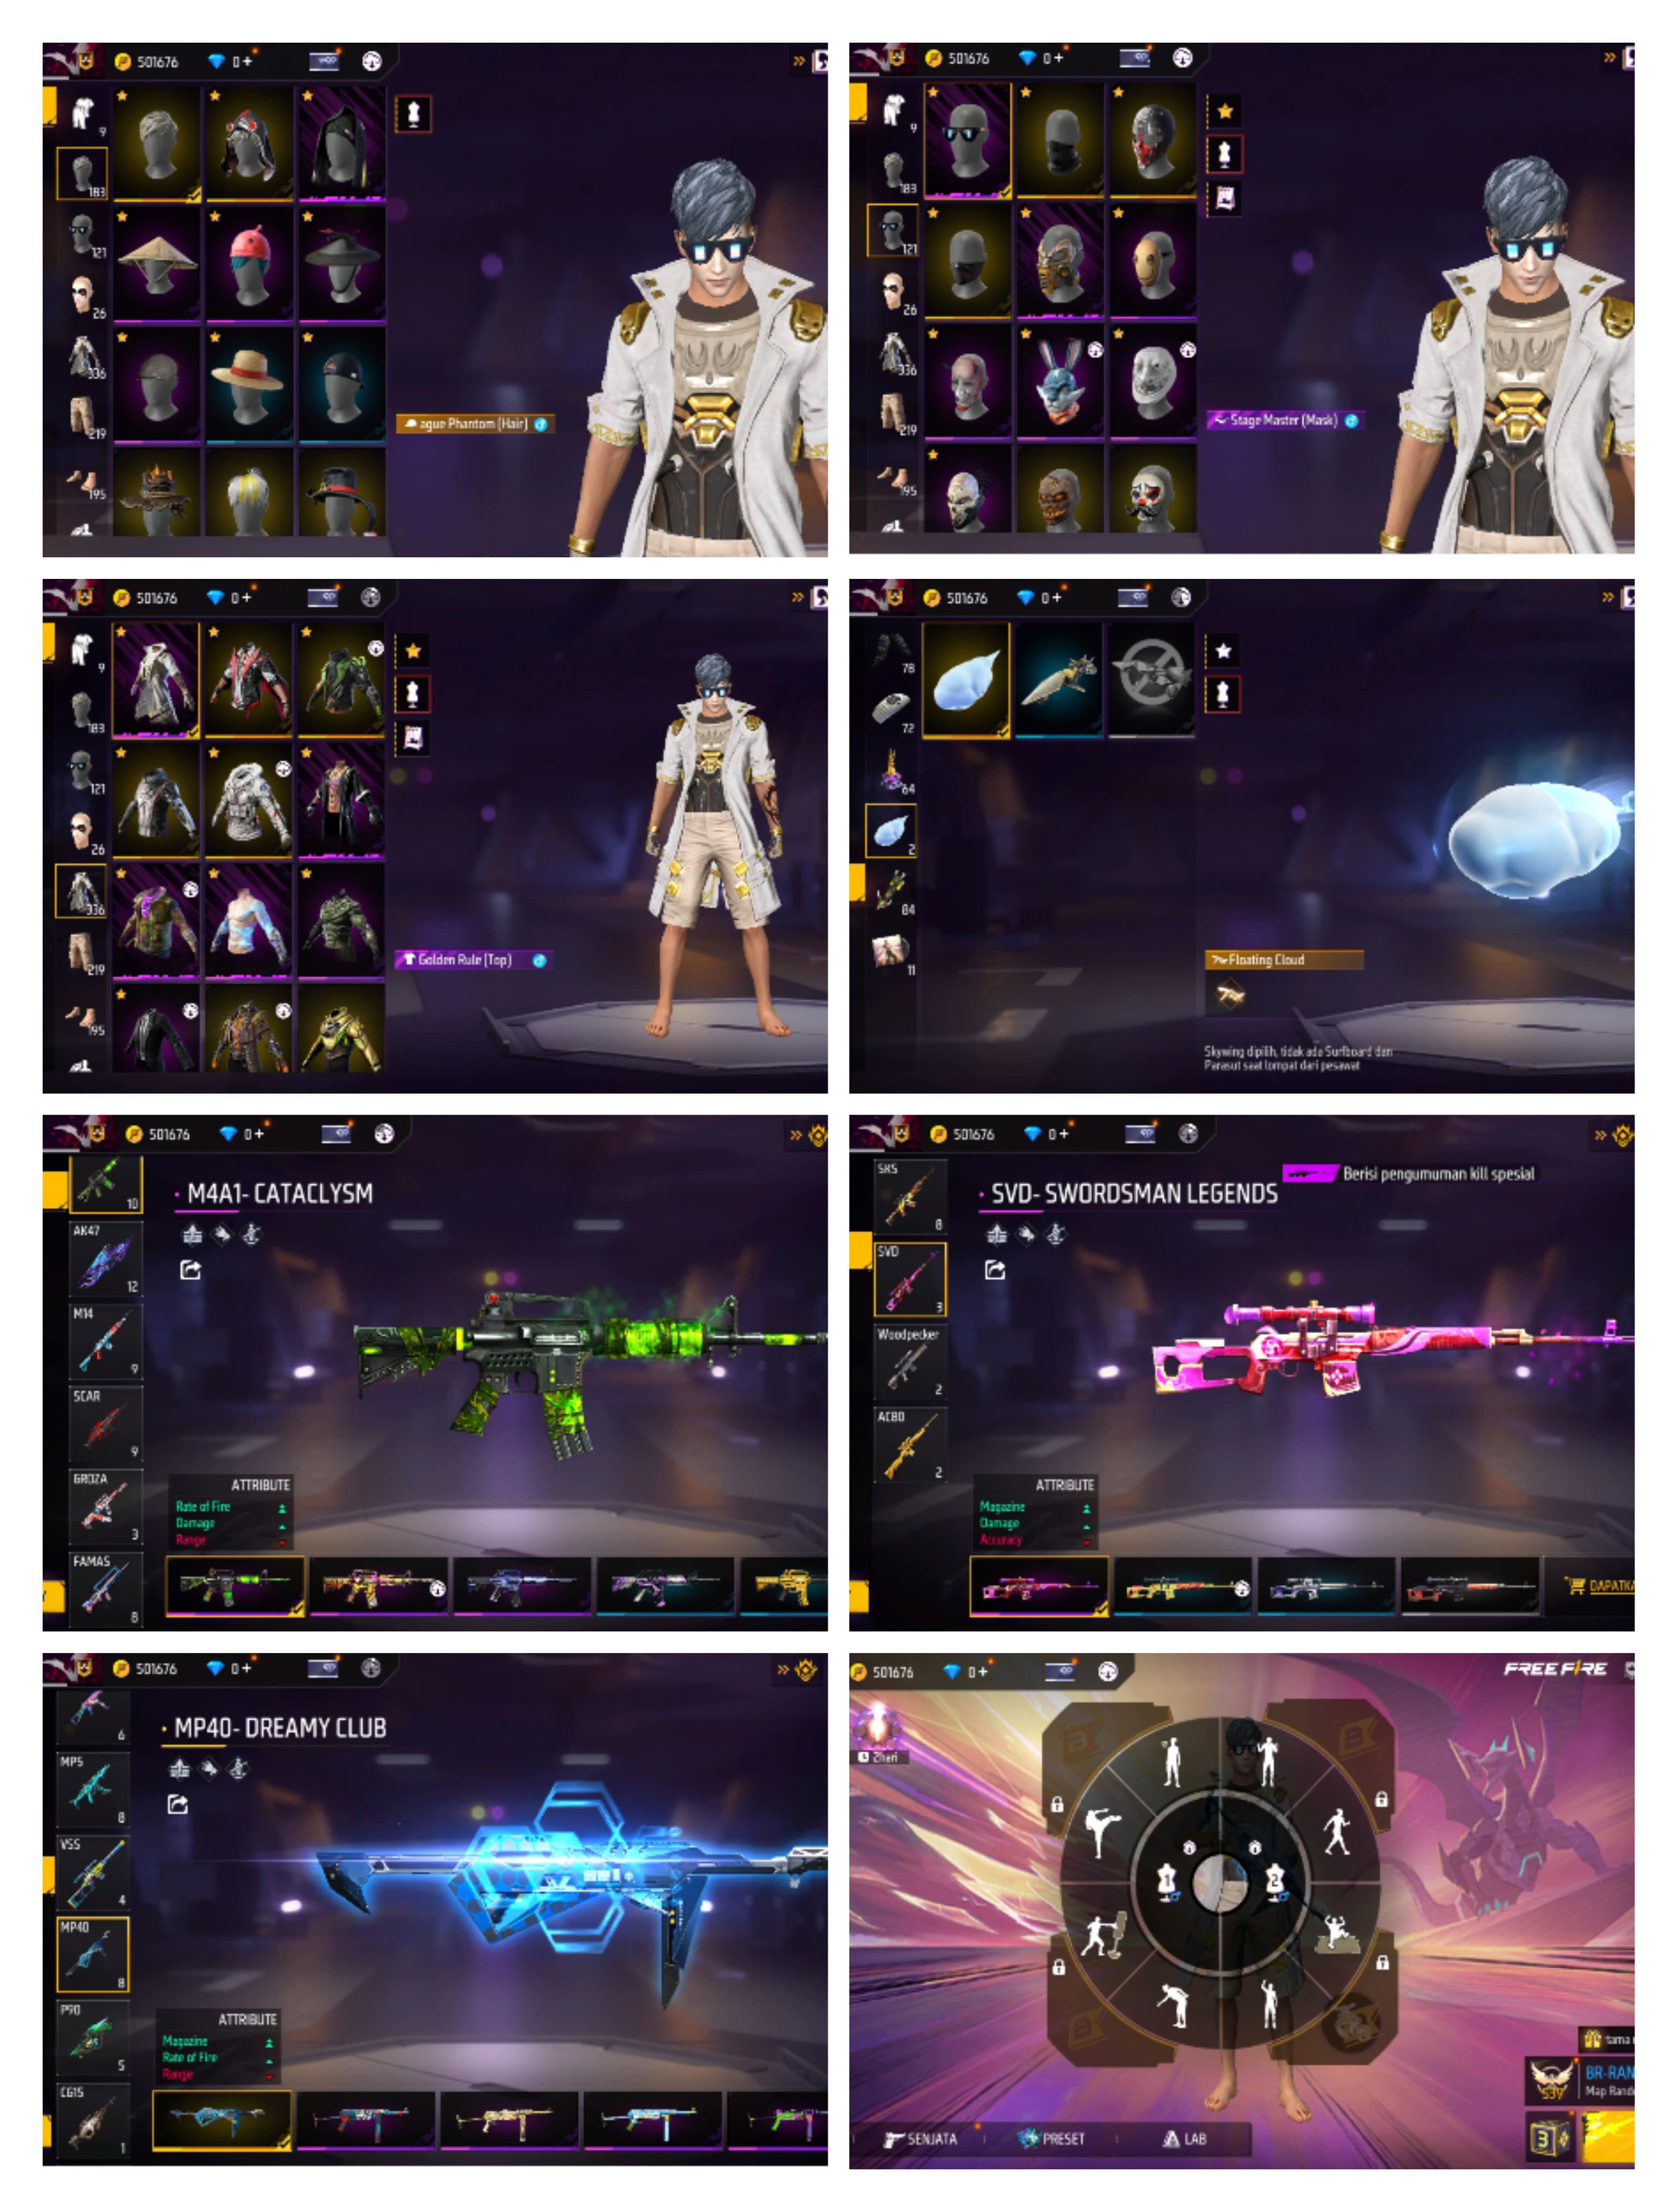 501676
0+
9
183
121
26
336
219
195
ague Phantom (Hair)
501676
0+
9
183
121
26
336
219
195
Stage Master (Mask)
501676
0+
9
183
121
26
336
219
195
Golden Rule (Top)
501676
0+
78
72
64
2
84
11
Floating Cloud
Skywing dipilih, tidak ada Surfboard dan
Parasut saat lompat dari pesawat
501676
0+
10
M4A1- CATACLYSM
AK47
12
M14
9
SCAR
9
GROZA
3
FAMAS
8
ATTRIBUTE
Rate of Fire
Damage
Range
501676
0+
SKS
8
Berisi pengumuman kill spesial
SVD- SWORDSMAN LEGENDS
SVD
3
Woodpecker
2
AC80
2
ATTRIBUTE
Magazine
Damage
Accuracy
DAPATKA
501676
0+
6
MP40- DREAMY CLUB
MP5
8
VSS
4
MP40
8
P90
5
CG15
1
ATTRIBUTE
Magazine
Rate of Fire
Range
501676
0+
FREE FIRE
2hari
1
2
tama
BR-RAN
Map Rand
539
3
SENJATA
PRESET
LAB